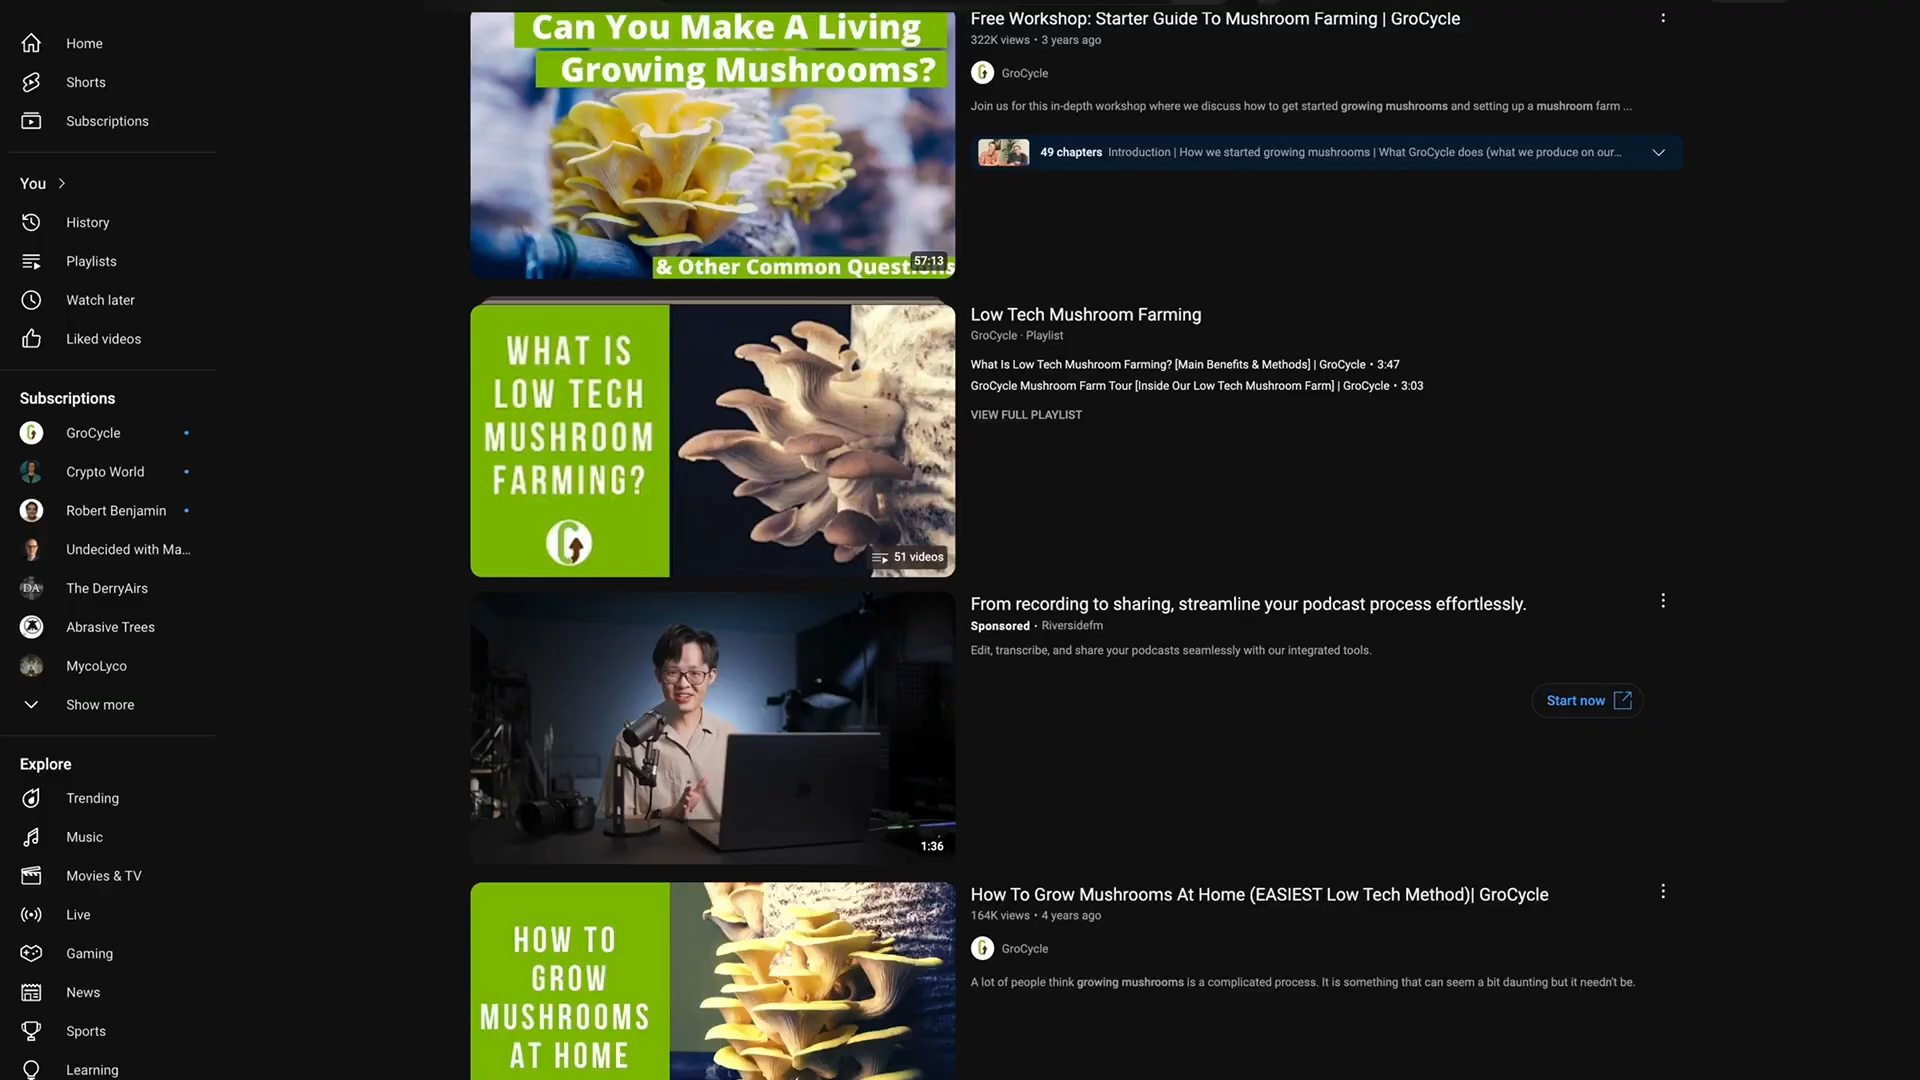 Home
Shorts
Subscriptions
You
History
Playlists
Watch later
Liked videos
Subscriptions
GroCycle
Crypto World
Robert Benjamin
Undecided with Ma...
DA
The DerryAirs
Abrasive Trees
MycoLyco
Show more
Explore
Trending
Music
Movies & TV
Live
Gaming
News
Sports
Learning
Can You Make A Living
Growing Mushrooms?
& Other Common Quest
57:13
Free Workshop: Starter Guide To Mushroom Farming | GroCycle
322K views • 3 years ago
GroCycle
Join us for this in-depth workshop where we discuss how to get started growing mushrooms and setting up a mushroom farm ...
49 chapters Introduction | How we started growing mushrooms | What GroCycle does (what we produce on our...
WHAT IS
LOW TECH
MUSHROOM
FARMING?
51 videos
Low Tech Mushroom Farming
GroCycle · Playlist
What Is Low Tech Mushroom Farming? [Main Benefits & Methods] | GroCycle • 3:47
GroCycle Mushroom Farm Tour [Inside Our Low Tech Mushroom Farm] | GroCycle • 3:03
VIEW FULL PLAYLIST
1:36
From recording to sharing, streamline your podcast process effortlessly.
Sponsored · Riversidefm
Edit, transcribe, and share your podcasts seamlessly with our integrated tools.
Start now
HOW TO
GROW
MUSHROOMS
AT HOME
How To Grow Mushrooms At Home (EASIEST Low Tech Method)| GroCycle
164K views • 4 years ago
GroCycle
A lot of people think growing mushrooms is a complicated process. It is something that can seem a bit daunting but it needn't be.